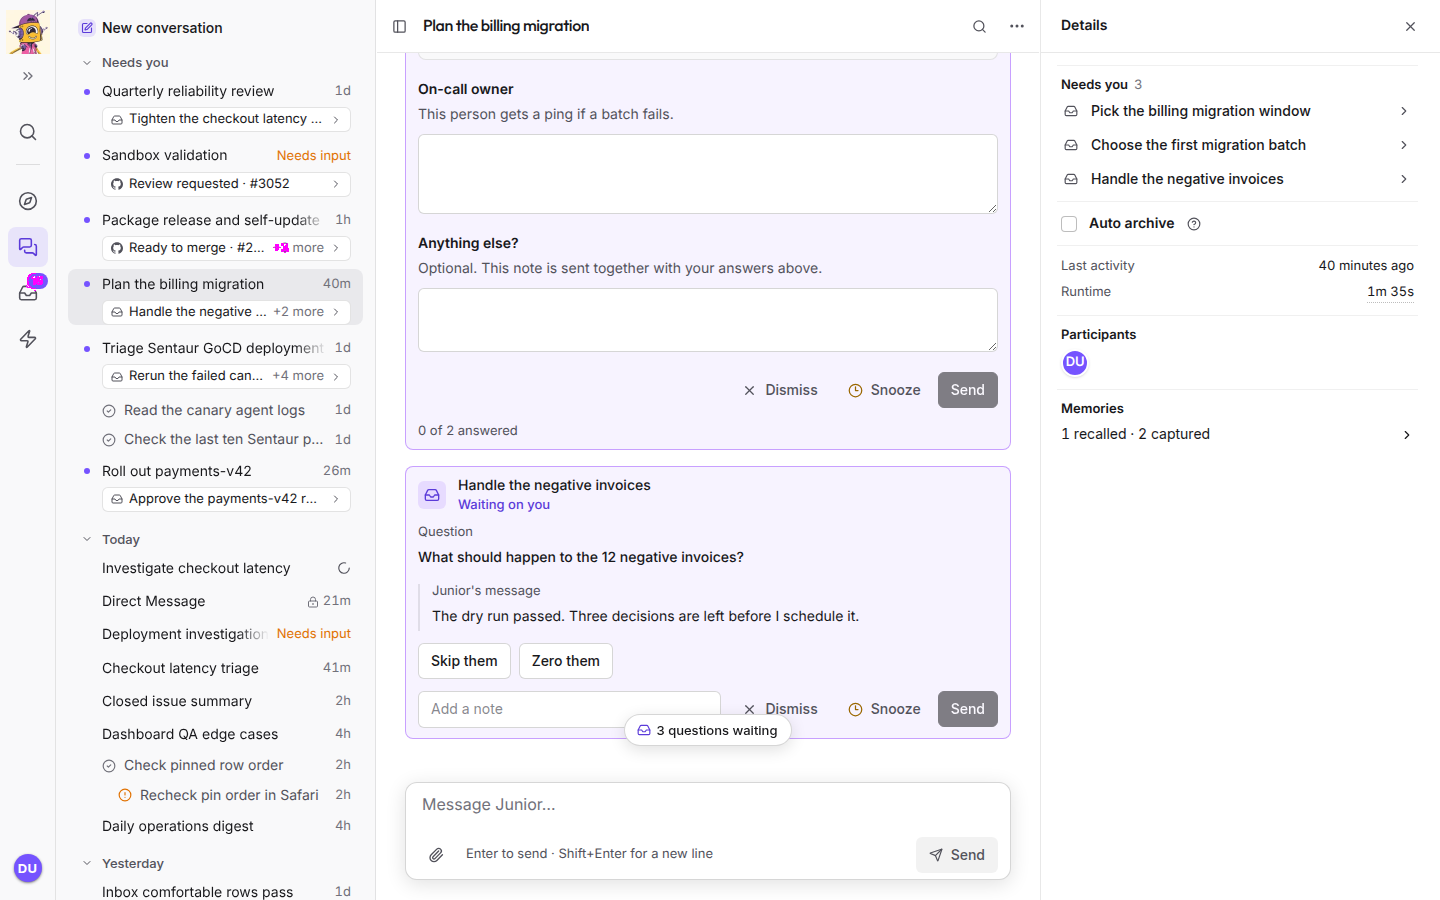 New conversation
Needs you
Quarterly reliability review 1d
Tighten the checkout latency ...
Sandbox validation Needs input
Review requested · #3052
Package release and self-update 1h
Ready to merge · #2... more
Plan the billing migration 40m
Handle the negative ... +2 more
Triage Sentaur GoCD deployment 1d
Rerun the failed can... +4 more
Read the canary agent logs 1d
Check the last ten Sentaur p... 1d
Roll out payments-v42 26m
Approve the payments-v42 r...
Today
Investigate checkout latency
Direct Message 21m
Deployment investigation Needs input
Checkout latency triage 41m
Closed issue summary 2h
Dashboard QA edge cases 4h
Check pinned row order 2h
Recheck pin order in Safari 2h
Daily operations digest 4h
Yesterday
Inbox comfortable rows pass 1d
DU
Plan the billing migration
On-call owner
This person gets a ping if a batch fails.
Anything else?
Optional. This note is sent together with your answers above.
Dismiss Snooze Send
0 of 2 answered
Handle the negative invoices
Waiting on you
Question
What should happen to the 12 negative invoices?
Junior's message
The dry run passed. Three decisions are left before I schedule it.
Skip them Zero them
Add a note Dismiss Snooze Send
3 questions waiting
Message Junior...
Enter to send · Shift+Enter for a new line Send
Details
Needs you 3
Pick the billing migration window
Choose the first migration batch
Handle the negative invoices
Auto archive
Last activity 40 minutes ago
Runtime 1m 35s
Participants
DU
Memories
1 recalled · 2 captured